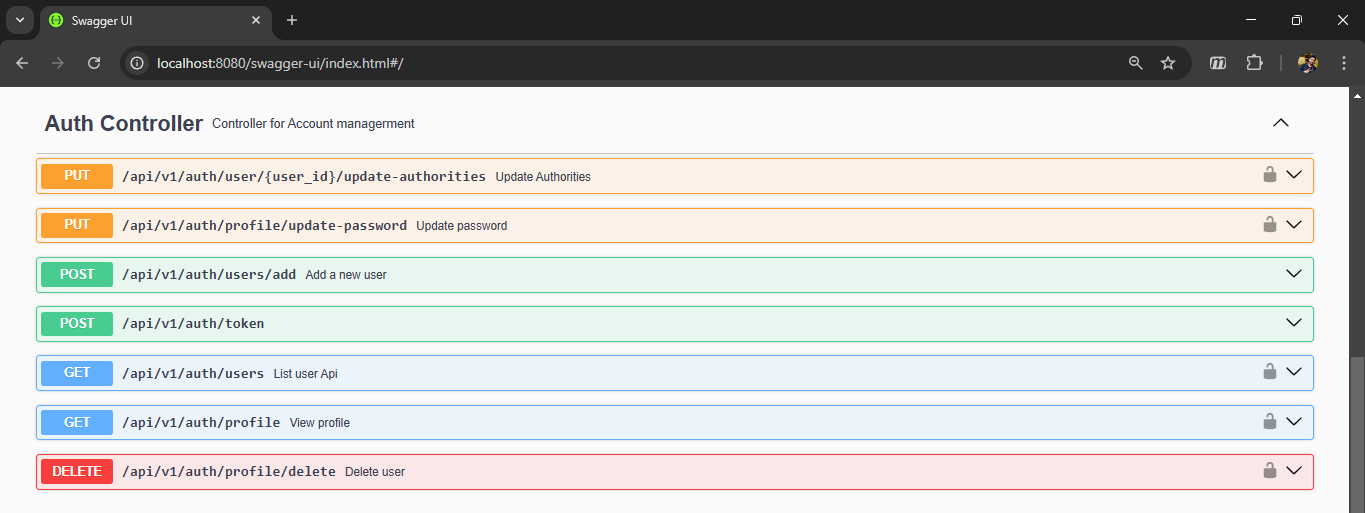 Swagger UI
localhost:8080/swagger-ui/index.html#/
Auth Controller Controller for Account managerment
PUT /api/v1/auth/user/{user_id}/update-authorities Update Authorities
PUT /api/v1/auth/profile/update-password Update password
POST /api/v1/auth/users/add Add a new user
POST /api/v1/auth/token
GET /api/v1/auth/users List user Api
GET /api/v1/auth/profile View profile
DELETE /api/v1/auth/profile/delete Delete user